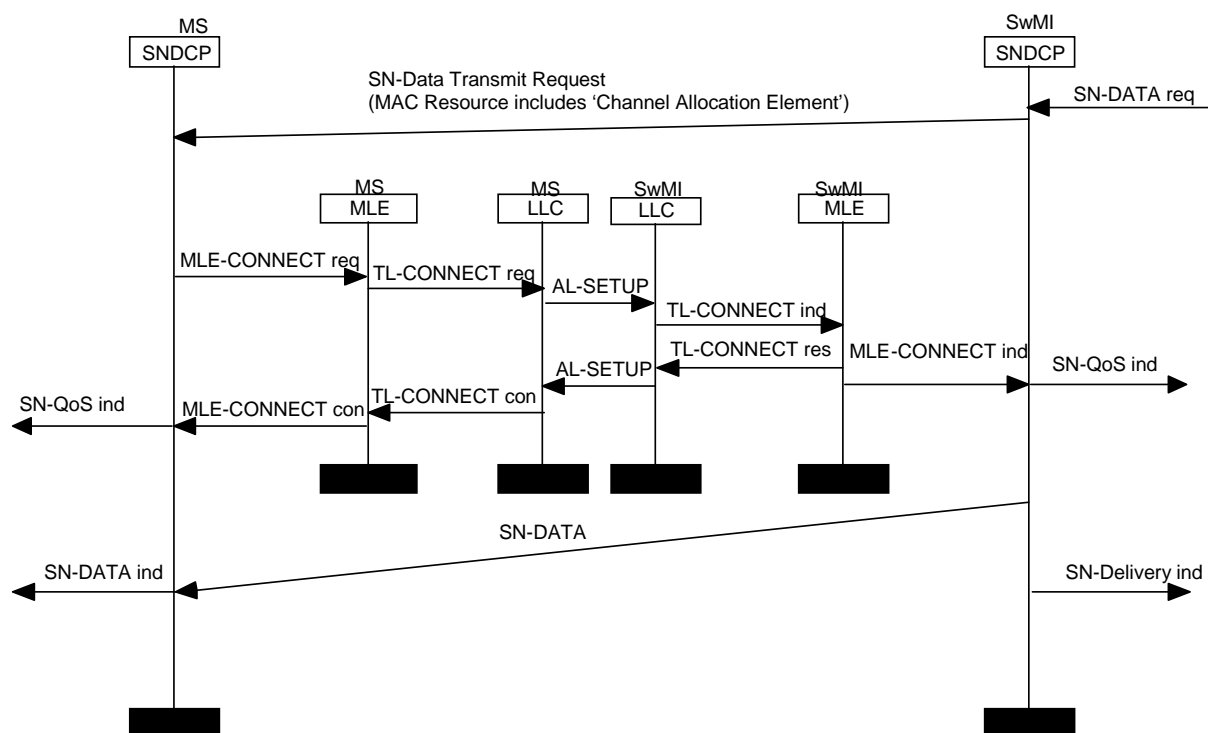 MS
SwMI
SNDCP
SNDCP
SN-Data Transmit Request
(MAC Resource includes ‘Channel Allocation Element’)
SN-DATA req
MS
MS
SwMI
SwMI
MLE
LLC
LLC
MLE
MLE-CONNECT req
TL-CONNECT req
AL-SETUP
TL-CONNECT ind
TL-CONNECT res
MLE-CONNECT ind
SN-QoS ind
AL-SETUP
TL-CONNECT con
MLE-CONNECT con
SN-QoS ind
SN-DATA
SN-DATA ind
SN-Delivery ind